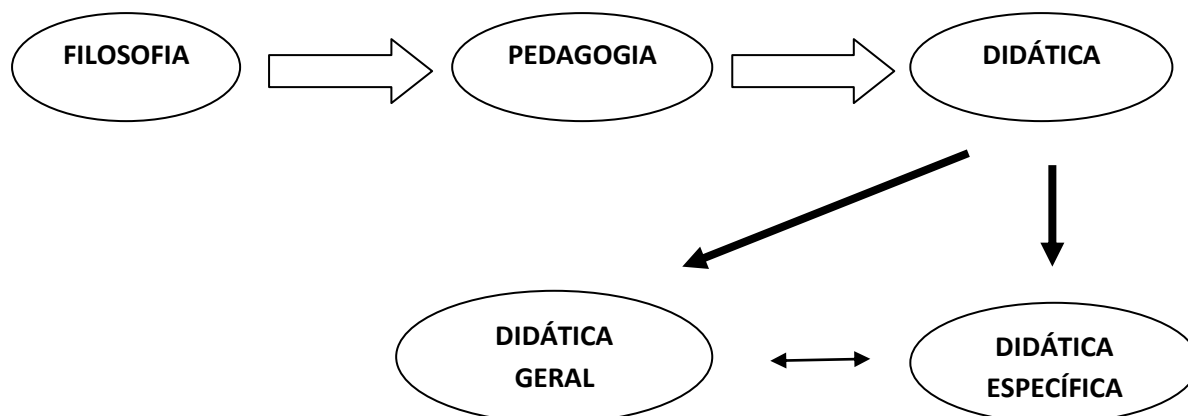 FILOSOFIA
PEDAGOGIA
DIDÁTICA
DIDÁTICA
GERAL
DIDÁTICA
ESPECÍFICA